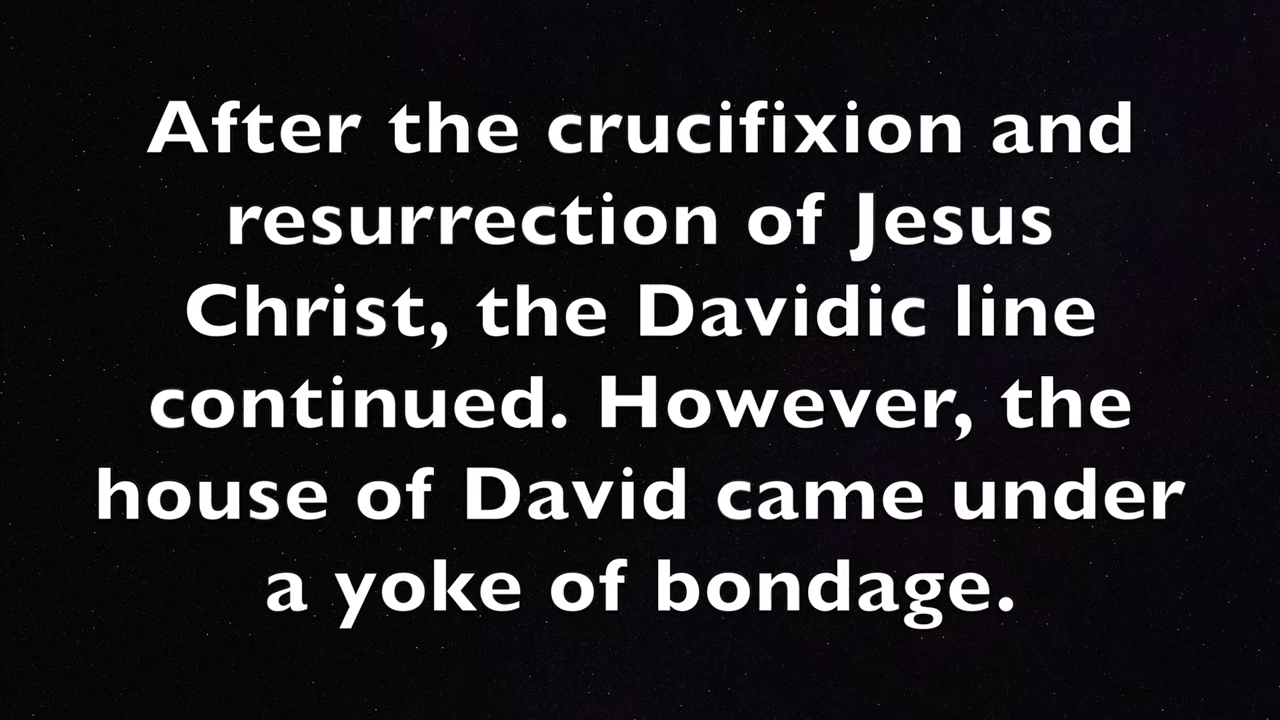 After the crucifixion and
resurrection of Jesus
Christ, the Davidic line
continued. However, the
house of David came under
a yoke of bondage.